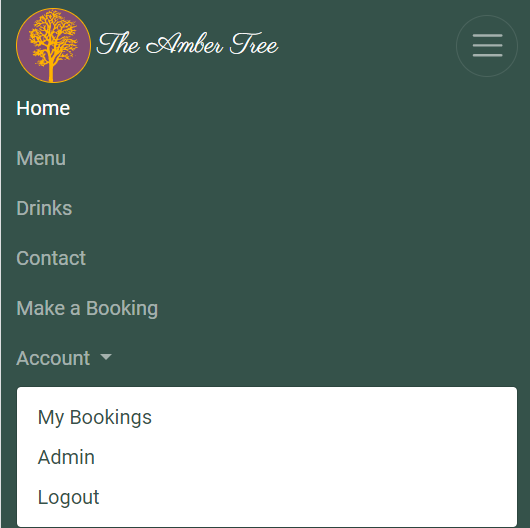 The Amber Tree
Home
Menu
Drinks
Contact
Make a Booking
Account
My Bookings
Admin
Logout